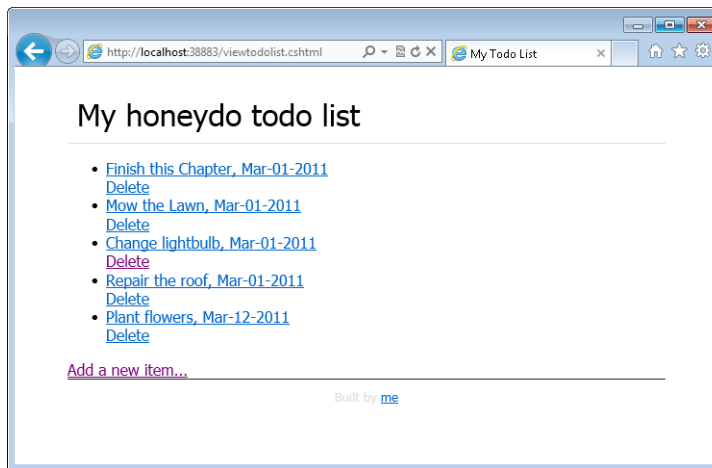 http://localhost:38883/viewtodolist.cshtml
My Todo List
My honeydo todo list
Finish this Chapter, Mar-01-2011
Delete
Mow the Lawn, Mar-01-2011
Delete
Change lightbulb, Mar-01-2011
Delete
Repair the roof, Mar-01-2011
Delete
Plant flowers, Mar-12-2011
Delete
Add a new item...
Built by me